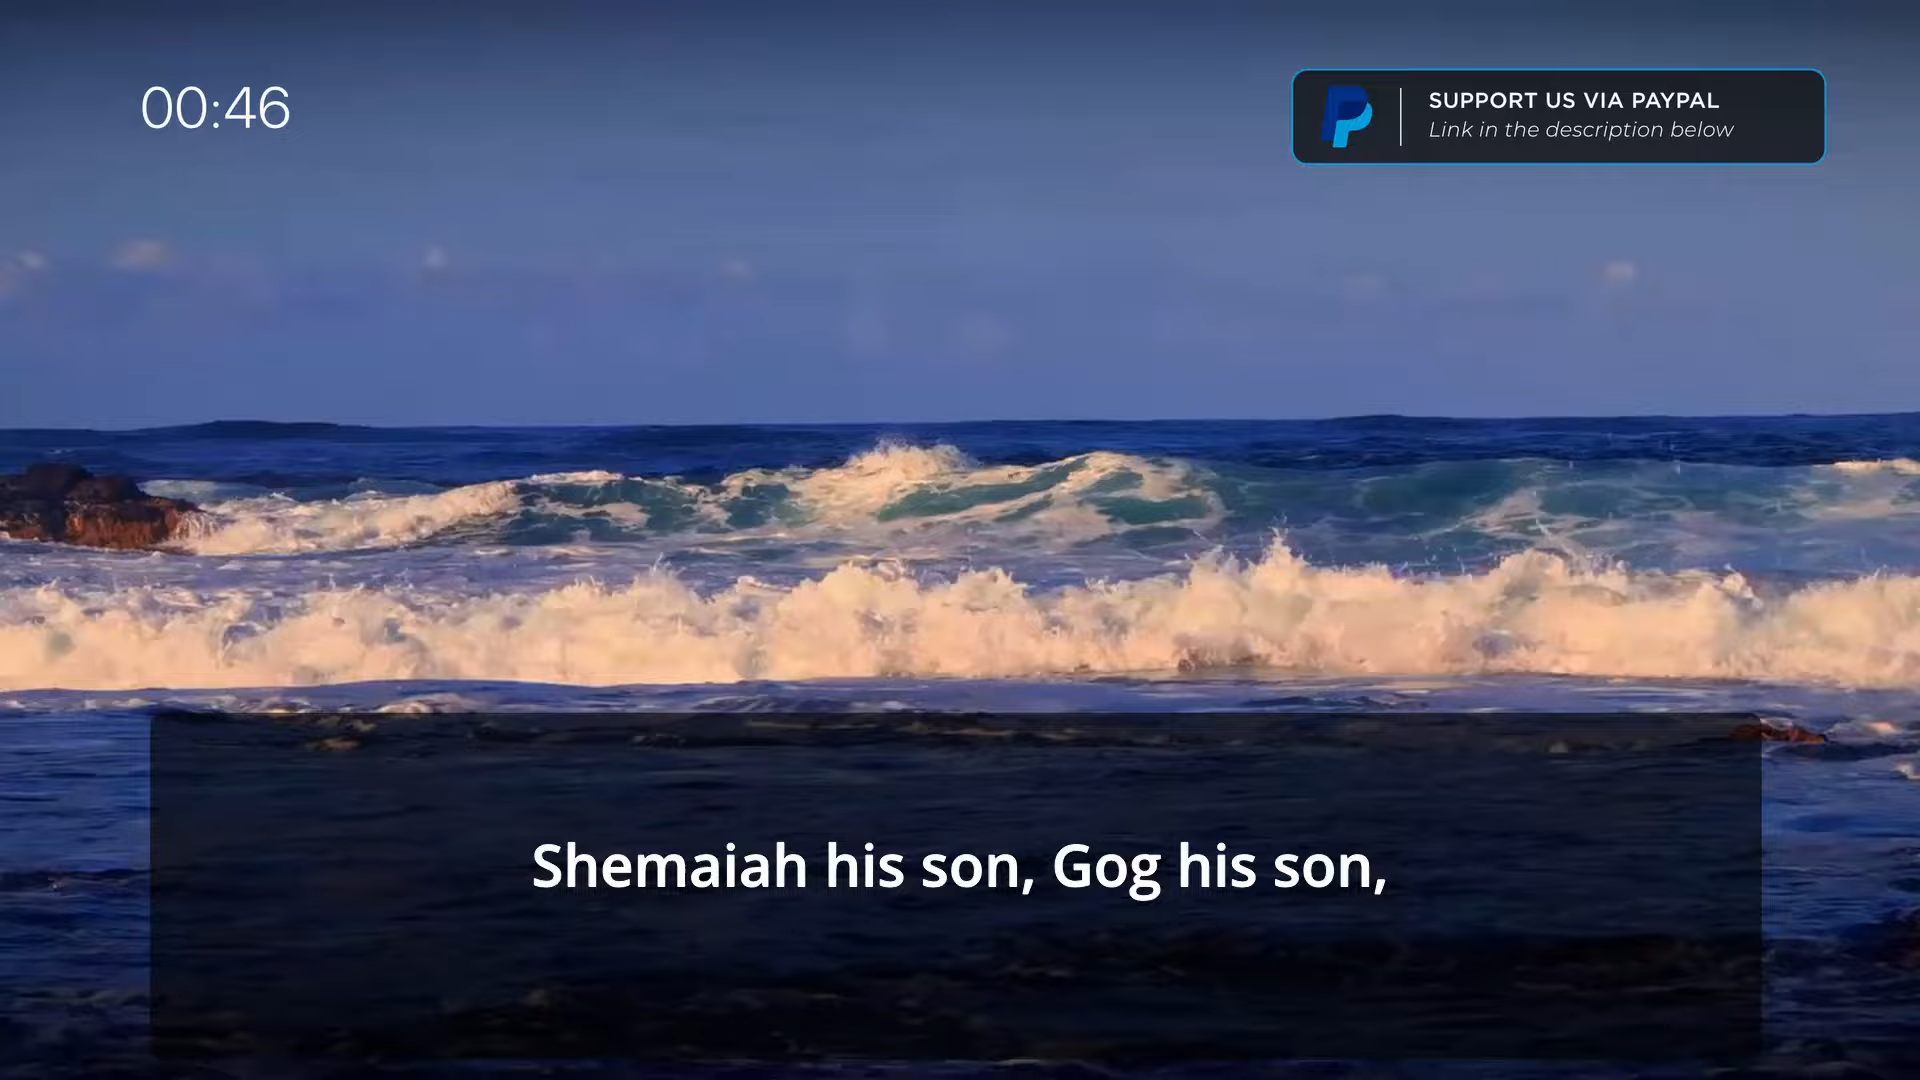 00:46
SUPPORT US VIA PAYPAL
Link in the description below
Shemaiah his son, Gog his son,